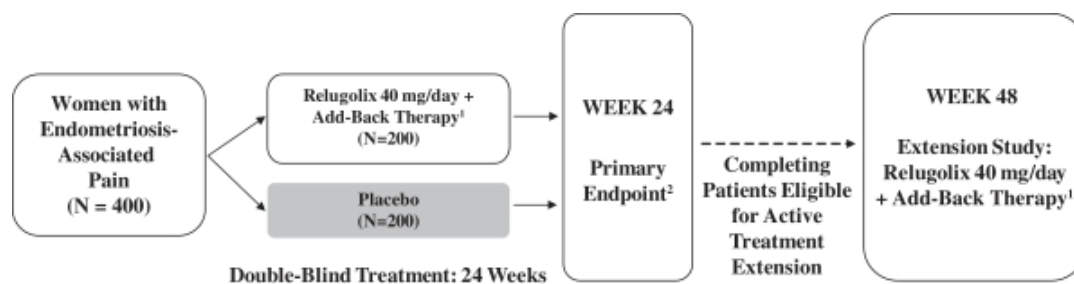 Women with
Endometriosis-
Associated
Pain
(N = 400)
Relugolix 40 mg/day +
Add-Back Therapy¹
(N=200)
Placebo
(N=200)
Double-Blind Treatment: 24 Weeks
WEEK 24
Primary
Endpoint²
Completing
Patients Eligible
for Active
Treatment
Extension
WEEK 48
Extension Study:
Relugolix 40 mg/day
+ Add-Back Therapy¹